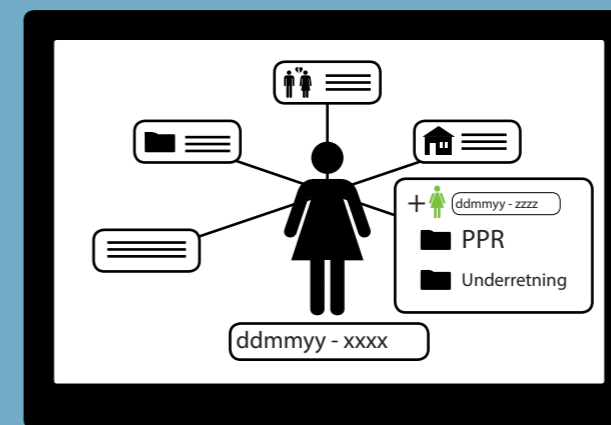 + ddmmyy - zzzz
PPR
Underretning
ddmmyy - xxxx